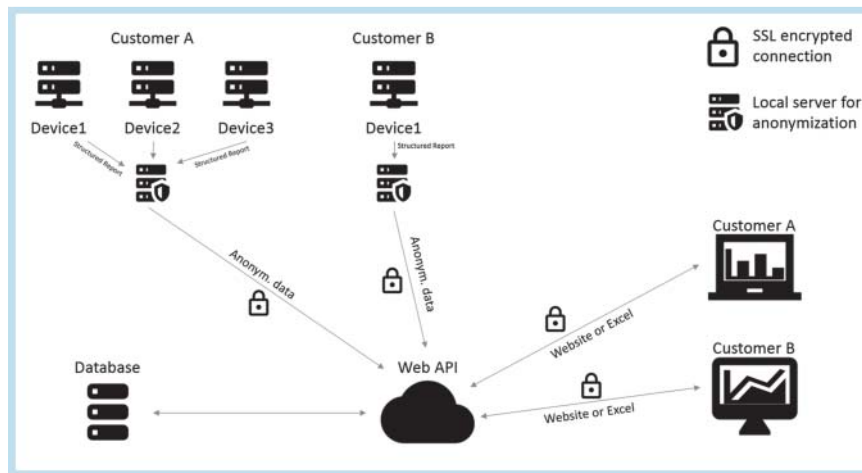 Customer A
Customer B
SSL encrypted
connection
Local server for
anonymization
Device1
Device2
Device3
Device1
Structured Report
Structured Report
Structured Report
Anonym. data
Anonym. data
Customer A
Website or Excel
Database
Web API
Customer B
Website or Excel